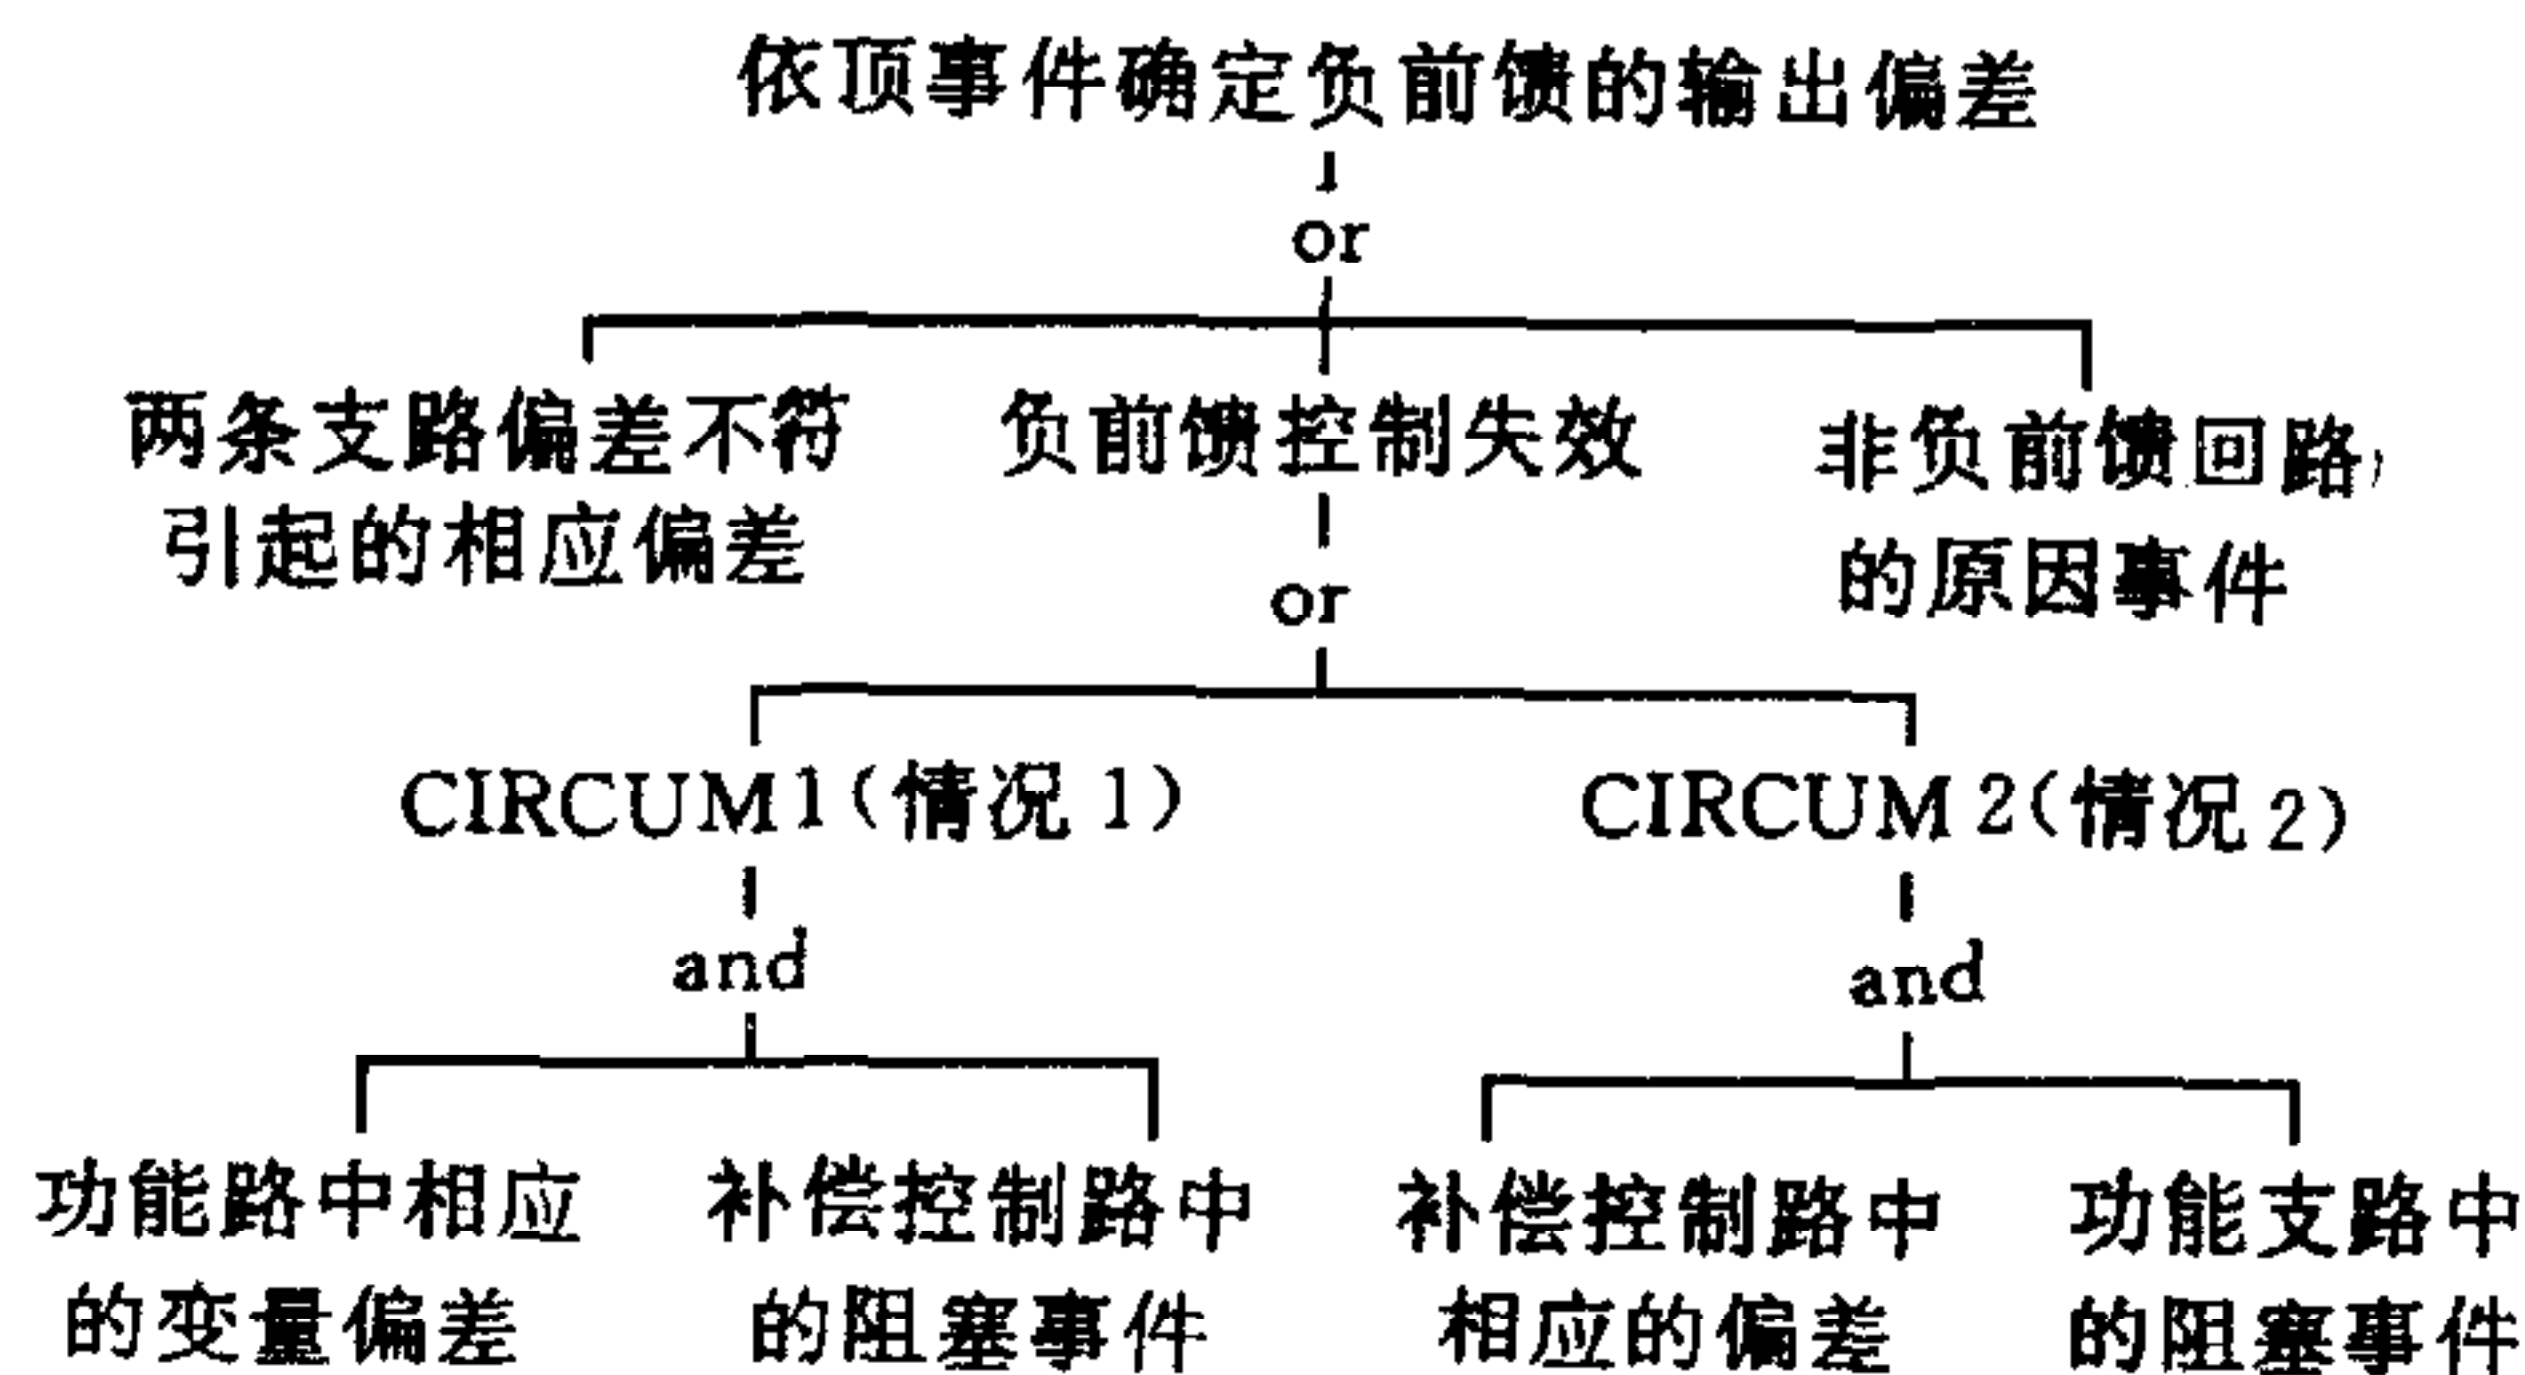 依顶事件确定负前馈的输出偏差
or
两条支路偏差不符
引起的相应偏差
负前馈控制失效
非负前馈回路
的原因事件
or
CIRCUM1(情况 1)
CIRCUM 2(情况 2)
and
and
功能路中相应
的变量偏差
补偿控制路中
的阻塞事件
补偿控制路中
相应的偏差
功能支路中
的阻塞事件